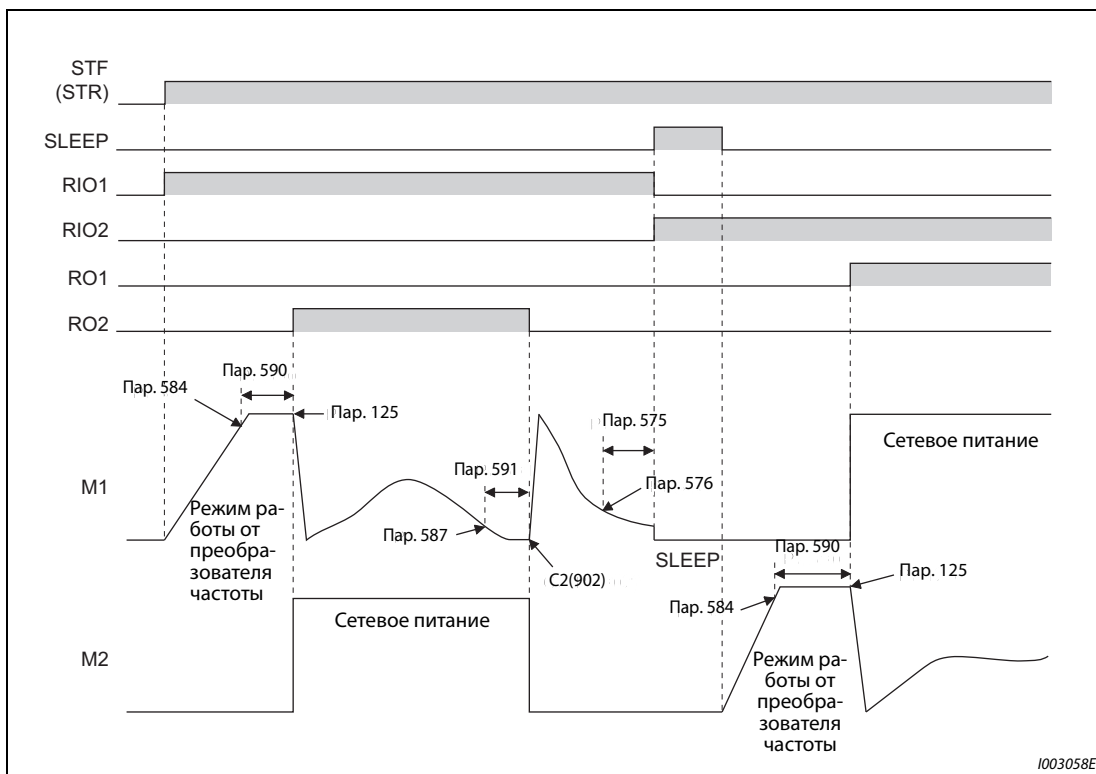 STF
(STR)
SLEEP
RIO1
RIO2
RO1
RO2
Пар. 590
Пар. 584
Пар. 125
Пар. 575
Сетевое питание
Пар. 591
Пар. 576
M1
Режим ра-
боты от
преобра-
зователя
частоты
Пар. 587
SLEEP
Пар. 590
C2(902)
Пар. 125
Пар. 584
Сетевое питание
M2
Режим ра-
боты от
преобра-
зователя
частоты
I003058E